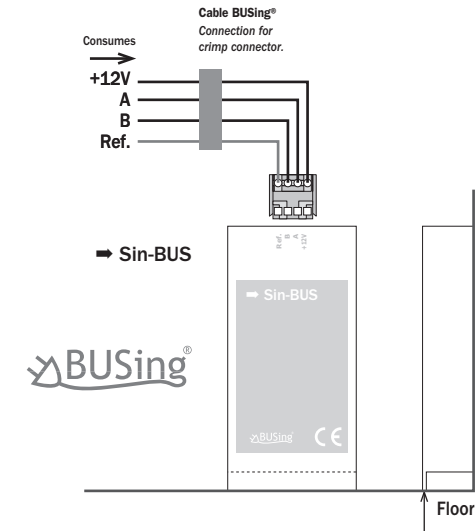 Cable BUSing®
Connection for
crimp connector.
Consumes
+12V
A
B
Ref.
Ref.
B
A
+12V
➡ Sin-BUS
➡ Sin-BUS
BUSing®
BUSing
CE
Floor